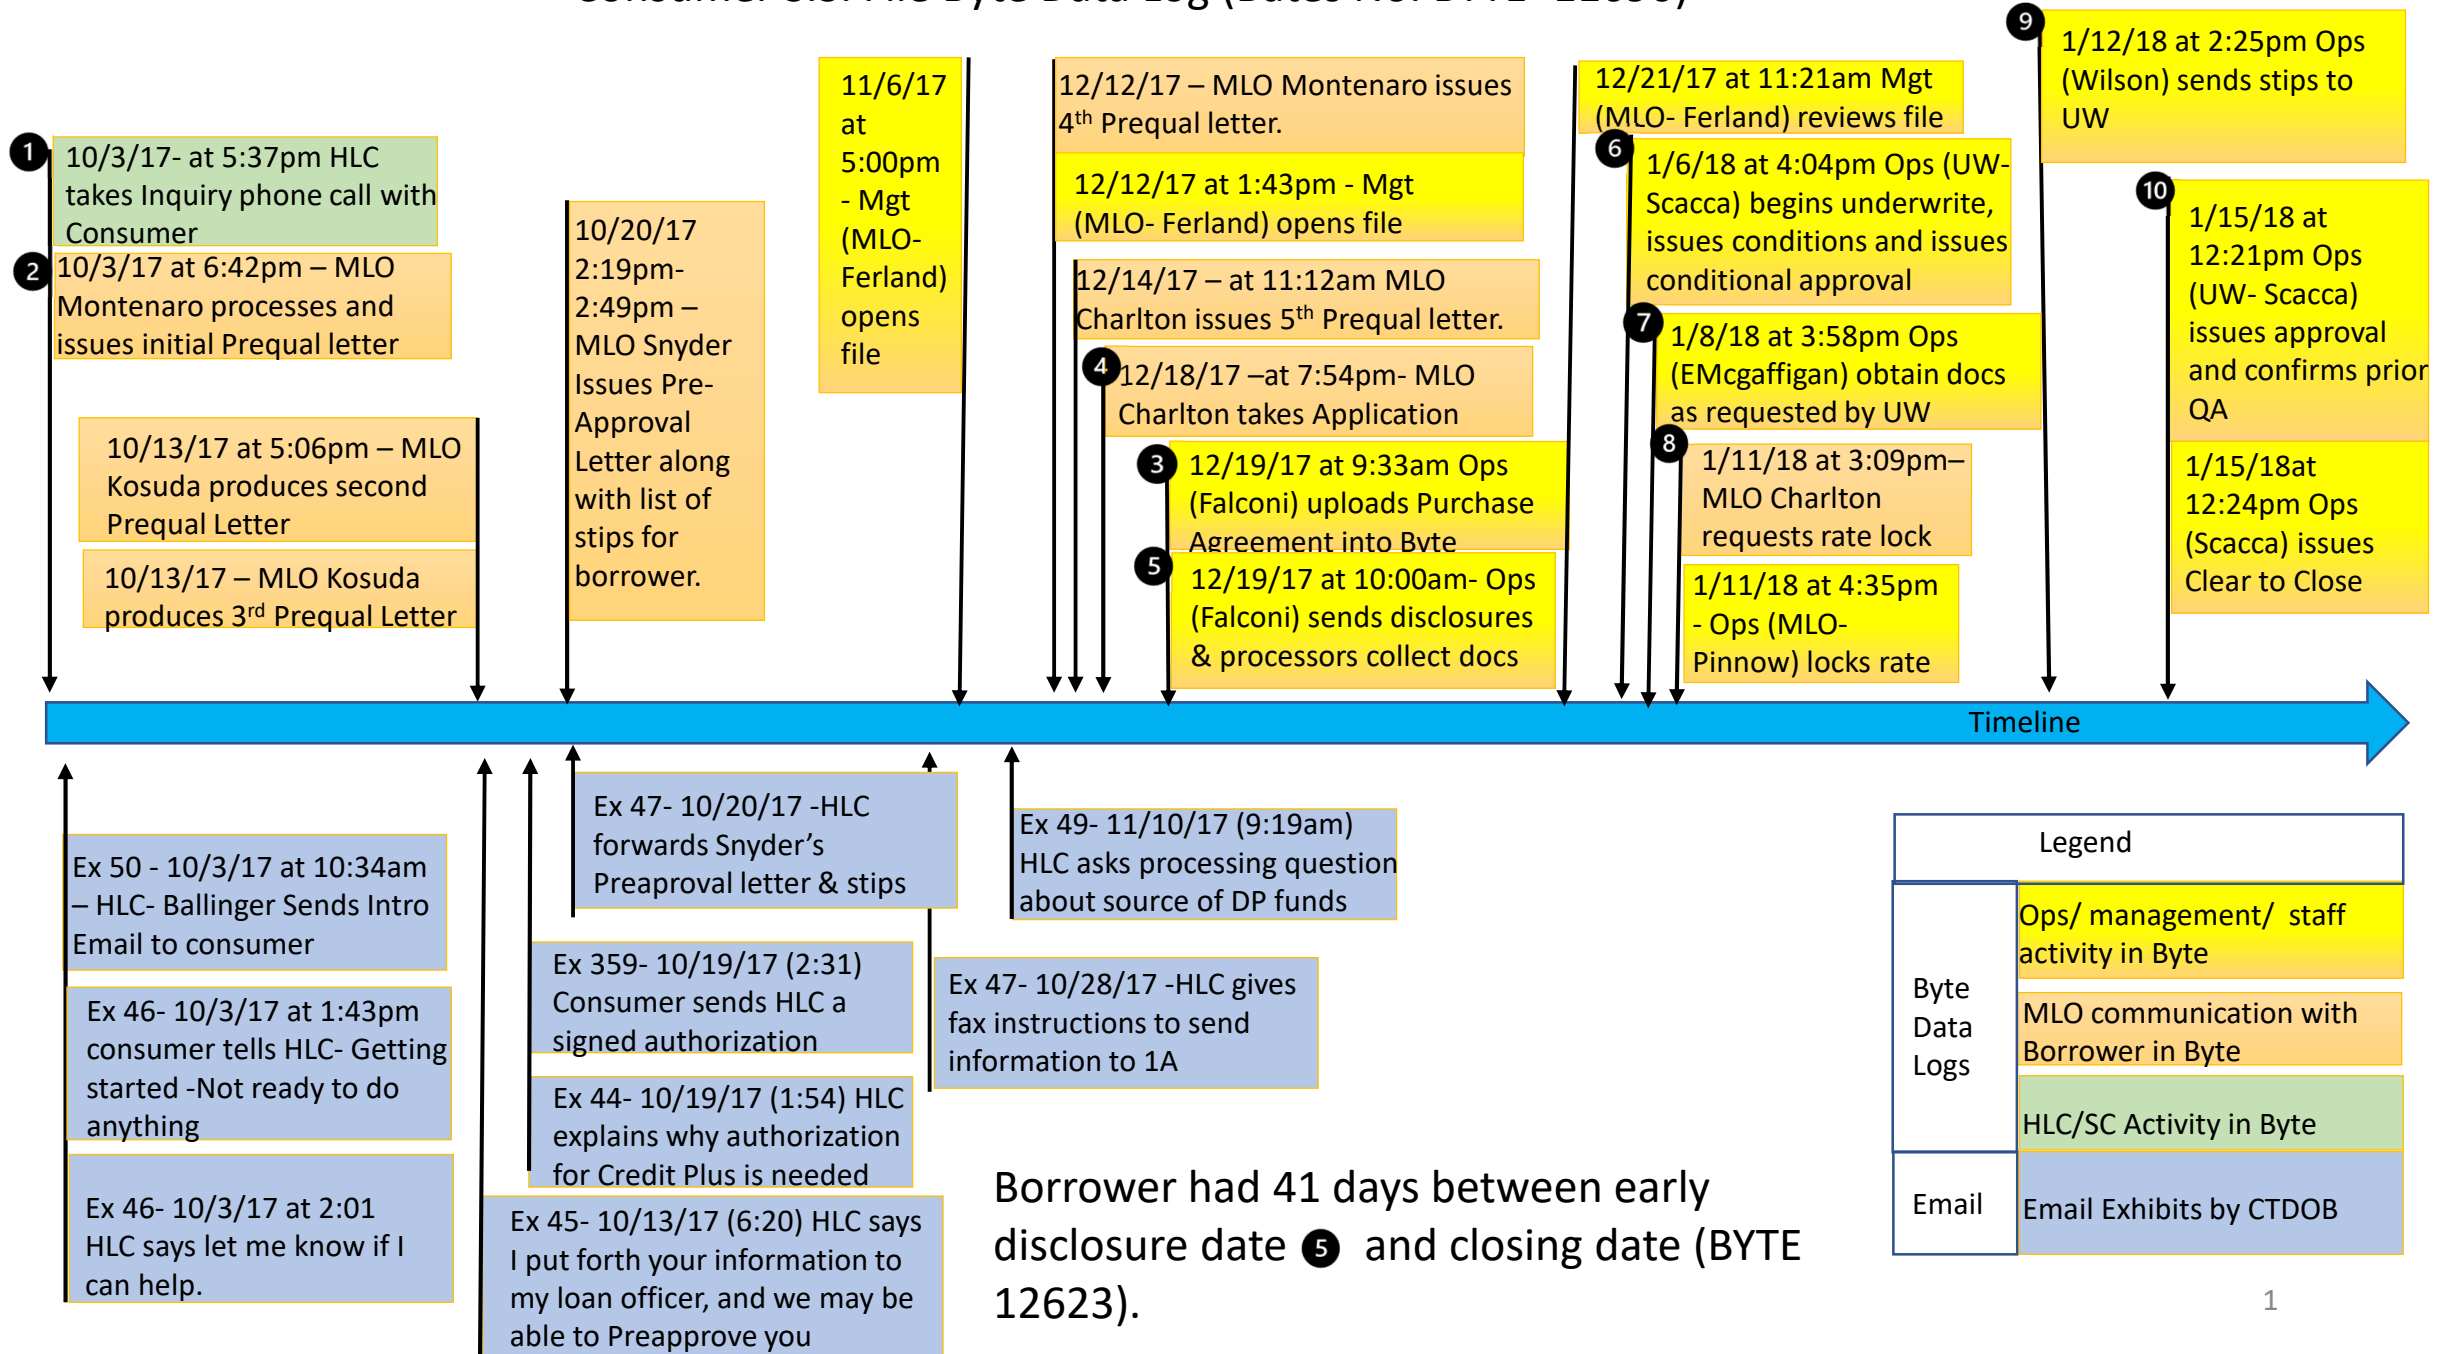 9
1/12/18 at 2:25pm Ops
(Wilson) sends stips to
UW
11/6/17
at
5:00pm
- Mgt
(MLO-
Ferland)
opens
file
12/12/17 – MLO Montenaro issues
4th Prequal letter.
12/12/17 at 1:43pm - Mgt
(MLO- Ferland) opens file
12/21/17 at 11:21am Mgt
(MLO- Ferland) reviews file
1
10/3/17- at 5:37pm HLC
takes Inquiry phone call with
Consumer
2
10/3/17 at 6:42pm – MLO
Montenaro processes and
issues initial Prequal letter
10/13/17 at 5:06pm – MLO
Kosuda produces second
Prequal Letter
10/13/17 – MLO Kosuda
produces 3rd Prequal Letter
10/20/17
2:19pm-
2:49pm –
MLO Snyder
Issues Pre-
Approval
Letter along
with list of
stips for
borrower.
12/14/17 – at 11:12am MLO
Charlton issues 5th Prequal letter.
4
12/18/17 –at 7:54pm- MLO
Charlton takes Application
3
12/19/17 at 9:33am Ops
(Falconi) uploads Purchase
Agreement into Byte
5
12/19/17 at 10:00am- Ops
(Falconi) sends disclosures
& processors collect docs
6
1/6/18 at 4:04pm Ops (UW-
Scacca) begins underwrite,
issues conditions and issues
conditional approval
7
1/8/18 at 3:58pm Ops
(EMcgaffigan) obtain docs
as requested by UW
8
1/11/18 at 3:09pm–
MLO Charlton
requests rate lock
1/11/18 at 4:35pm
- Ops (MLO-
Pinnow) locks rate
10
1/15/18 at
12:21pm Ops
(UW- Scacca)
issues approval
and confirms prior
QA
1/15/18at
12:24pm Ops
(Scacca) issues
Clear to Close
Timeline
Ex 50 - 10/3/17 at 10:34am
– HLC- Ballinger Sends Intro
Email to consumer
Ex 46- 10/3/17 at 1:43pm
consumer tells HLC- Getting
started -Not ready to do
anything
Ex 46- 10/3/17 at 2:01
HLC says let me know if I
can help.
Ex 47- 10/20/17 -HLC
forwards Snyder’s
Preaproval letter & stips
Ex 359- 10/19/17 (2:31)
Consumer sends HLC a
signed authorization
Ex 44- 10/19/17 (1:54) HLC
explains why authorization
for Credit Plus is needed
Ex 45- 10/13/17 (6:20) HLC says
I put forth your information to
my loan officer, and we may be
able to Preapprove you
Ex 49- 11/10/17 (9:19am)
HLC asks processing question
about source of DP funds
Ex 47- 10/28/17 -HLC gives
fax instructions to send
information to 1A
Borrower had 41 days between early
disclosure date 5 and closing date (BYTE
12623).
Legend
Byte
Data
Logs
Ops/ management/ staff
activity in Byte
MLO communication with
Borrower in Byte
HLC/SC Activity in Byte
Email
Email Exhibits by CTDOB
1